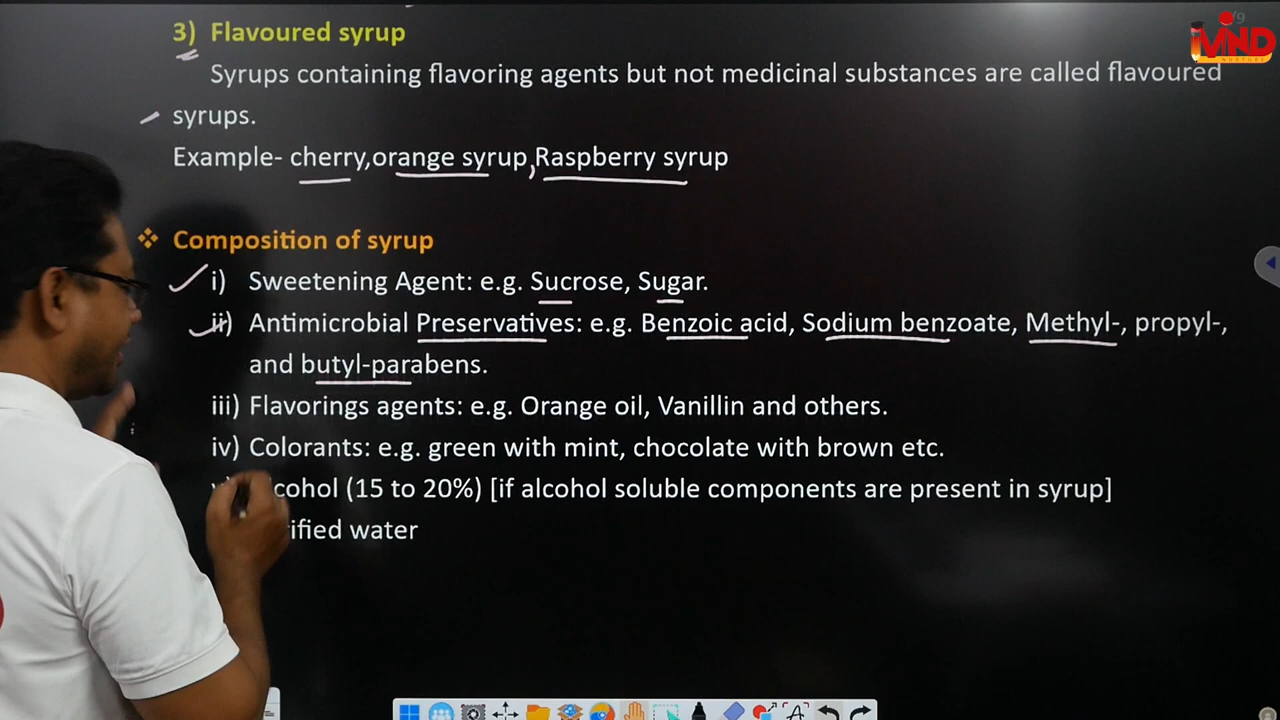 3) Flavoured syrup
Syrups containing flavoring agents but not medicinal substances are called flavoured
syrups.
Example- cherry,orange syrup,Raspberry syrup
❖ Composition of syrup
i) Sweetening Agent: e.g. Sucrose, Sugar.
ii) Antimicrobial Preservatives: e.g. Benzoic acid, Sodium benzoate, Methyl-, propyl-,
and butyl-parabens.
iii) Flavorings agents: e.g. Orange oil, Vanillin and others.
iv) Colorants: e.g. green with mint, chocolate with brown etc.
(15 to 20%) [if alcohol soluble components are present in syrup]
water
MIND
NURTURE